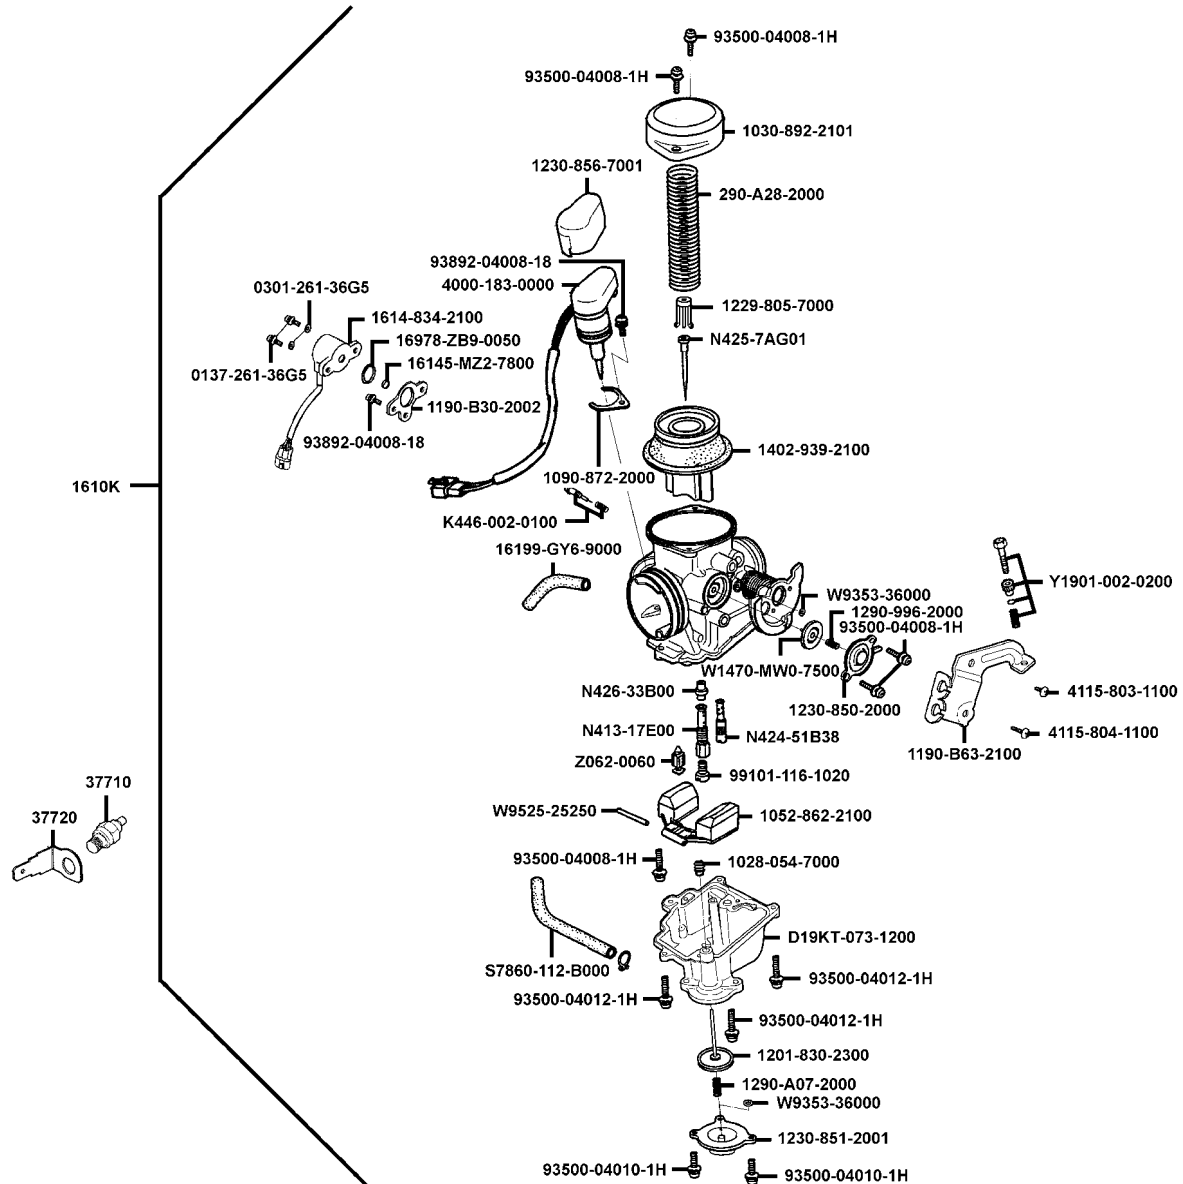 93500-04008-1H
93500-04008-1H
1030-892-2101
1230-856-7001
290-A28-2000
93892-04008-18
4000-183-0000
0301-261-36G5
1229-805-7000
1614-834-2100
N425-7AG01
16978-ZB9-0050
16145-MZ2-7800
0137-261-36G5
1190-B30-2002
93892-04008-18
1402-939-2100
1090-872-2000
1610K
K446-002-0100
16199-GY6-9000
Y1901-002-0200
W9353-36000
1290-996-2000
93500-04008-1H
W1470-MW0-7500
N426-33B00
4115-803-1100
1230-850-2000
N413-17E00
N424-51B38
4115-804-1100
1190-B63-2100
Z062-0060
99101-116-1020
37710
W9525-25250
1052-862-2100
37720
93500-04008-1H
1028-054-7000
D19KT-073-1200
S7860-112-B000
93500-04012-1H
93500-04012-1H
93500-04012-1H
1201-830-2300
1290-A07-2000
W9353-36000
1230-851-2001
93500-04010-1H
93500-04010-1H